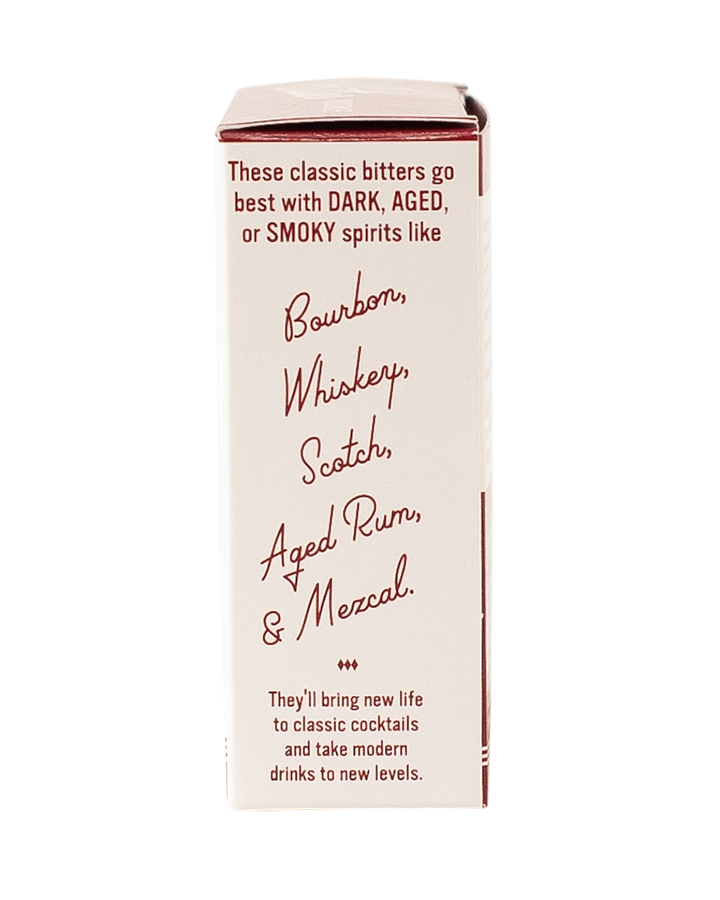 These classic bitters go
best with DARK, AGED,
or SMOKY spirits like
Bourbon,
Whiskey,
Scotch,
Aged Rum,
& Mezcal.
They'll bring new life
to classic cocktails
and take modern
drinks to new levels.